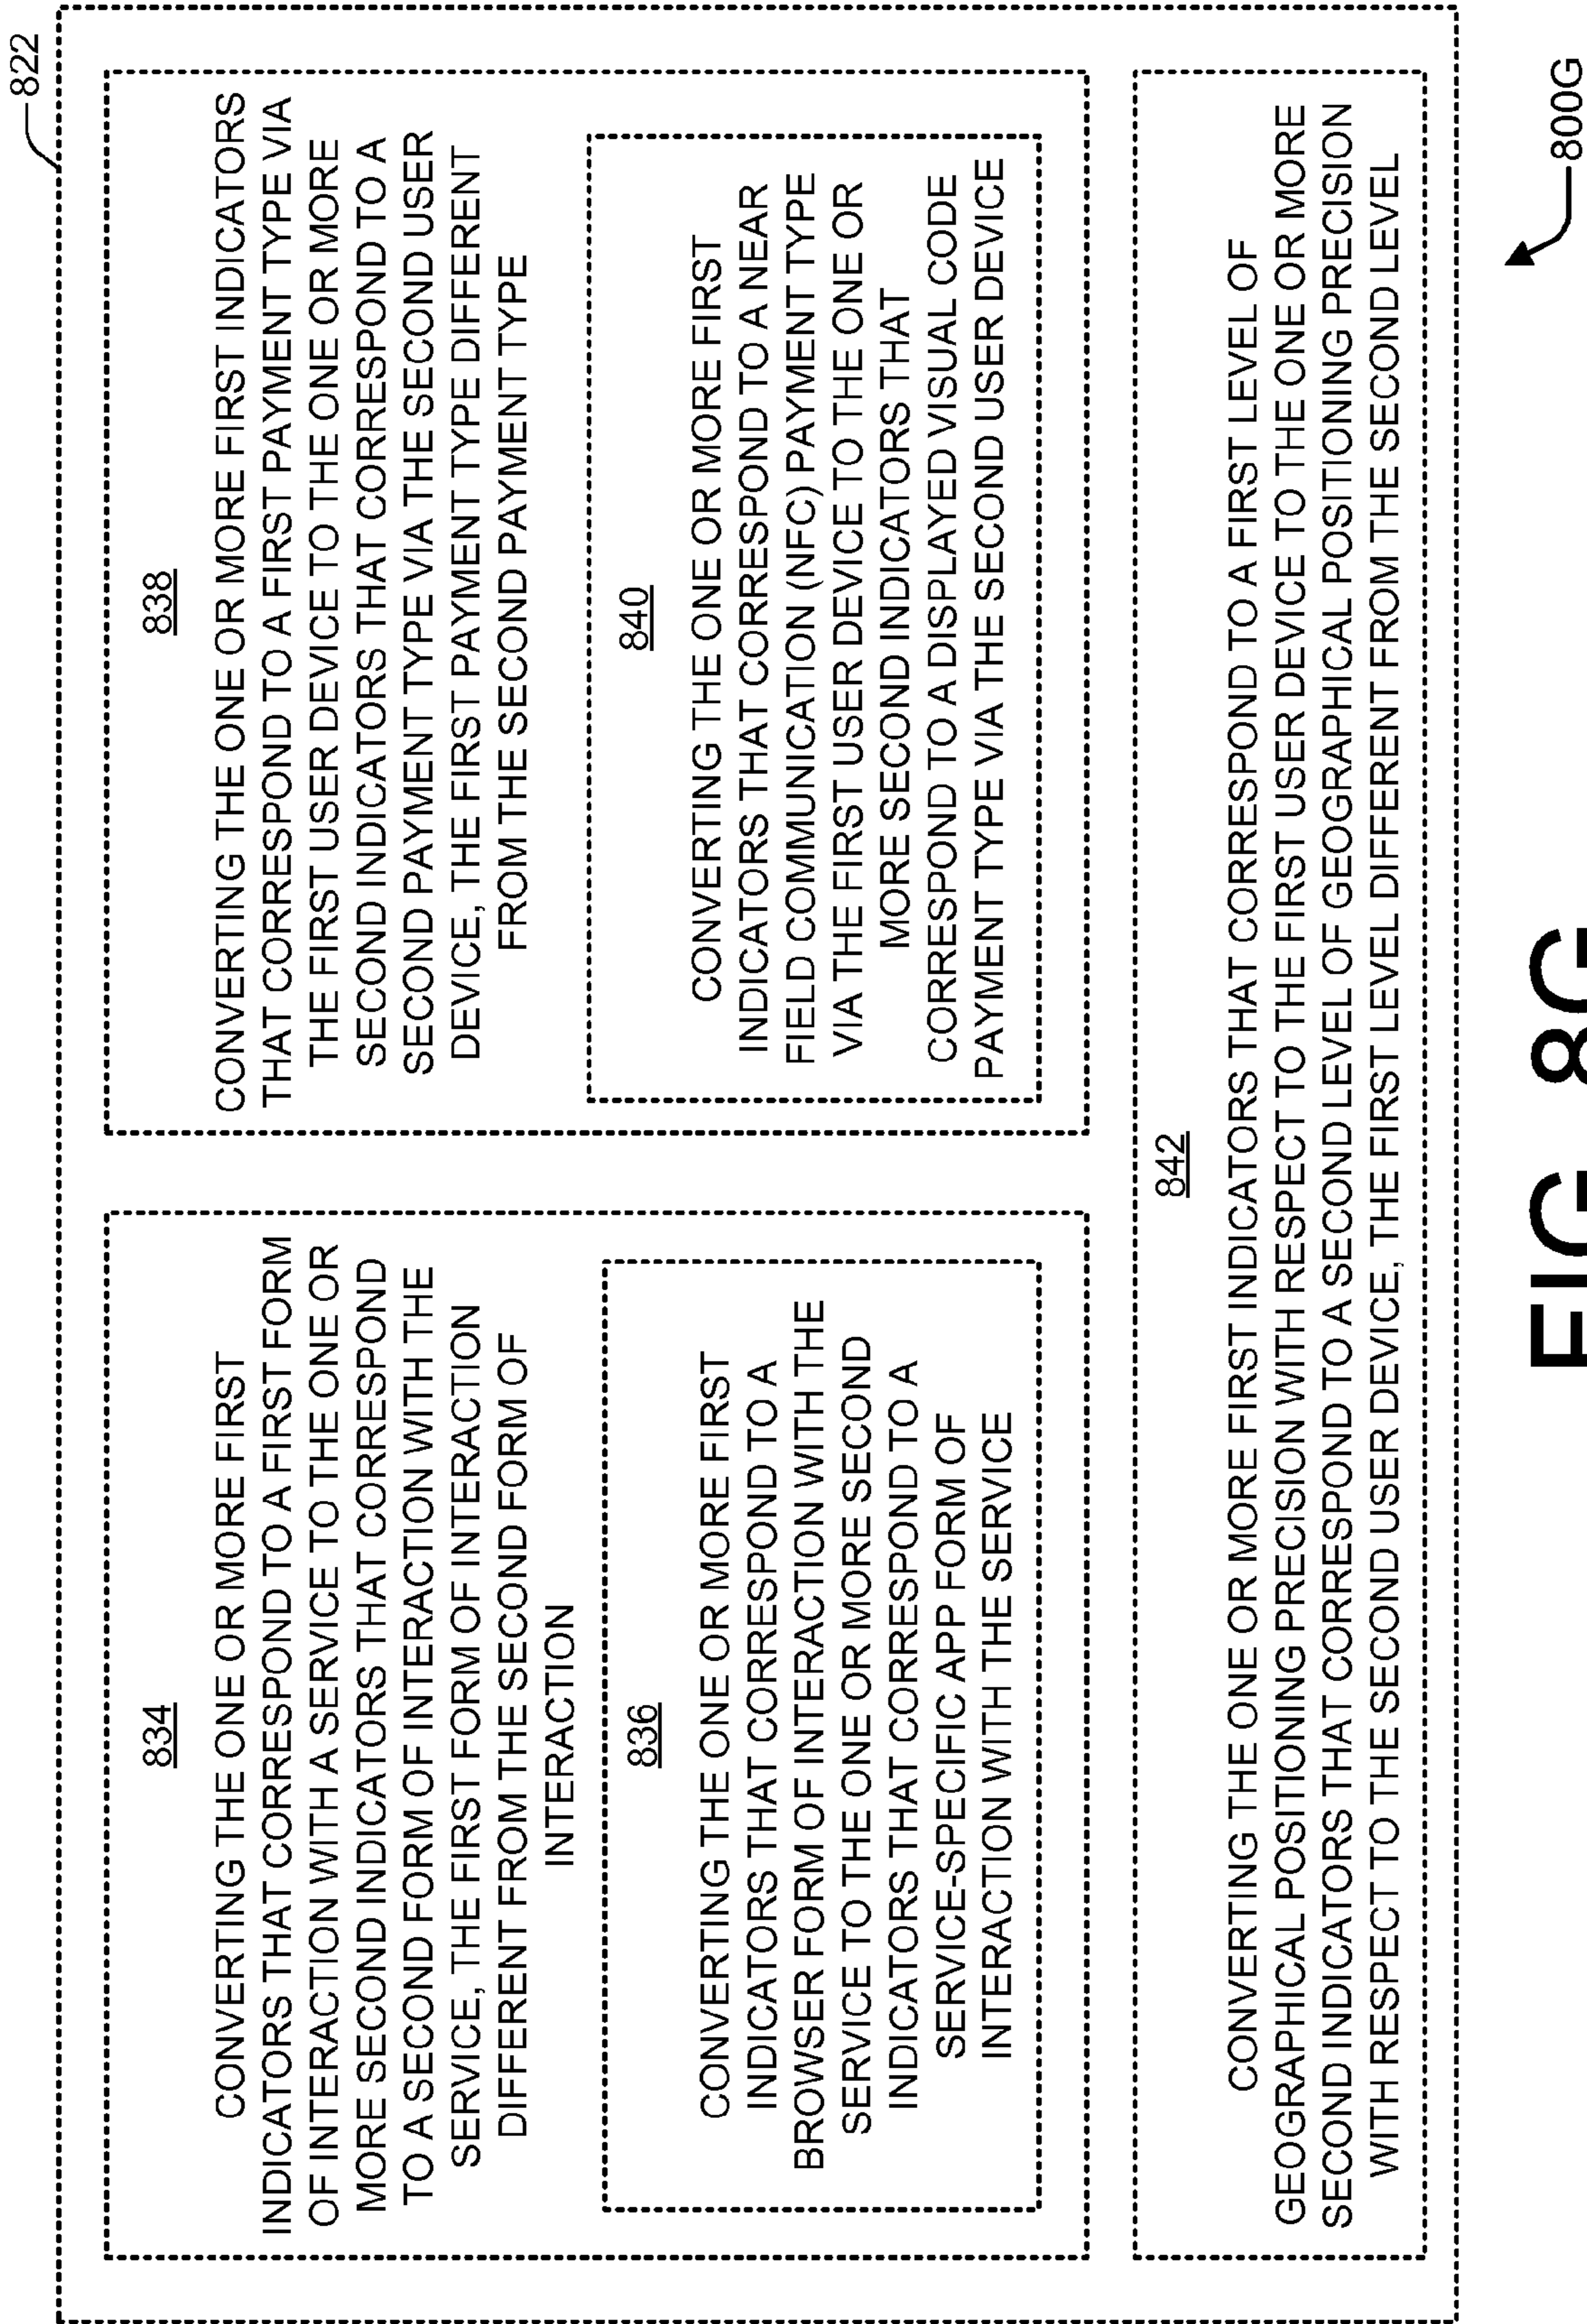 822
834
CONVERTING THE ONE OR MORE FIRST
INDICATORS THAT CORRESPOND TO A FIRST FORM
OF INTERACTION WITH A SERVICE TO THE ONE OR
MORE SECOND INDICATORS THAT CORRESPOND
TO A SECOND FORM OF INTERACTION WITH THE
SERVICE, THE FIRST FORM OF INTERACTION
DIFFERENT FROM THE SECOND FORM OF
INTERACTION
836
CONVERTING THE ONE OR MORE FIRST
INDICATORS THAT CORRESPOND TO A
BROWSER FORM OF INTERACTION WITH THE
SERVICE TO THE ONE OR MORE SECOND
INDICATORS THAT CORRESPOND TO A
SERVICE-SPECIFIC APP FORM OF
INTERACTION WITH THE SERVICE
838
CONVERTING THE ONE OR MORE FIRST INDICATORS
THAT CORRESPOND TO A FIRST PAYMENT TYPE VIA
THE FIRST USER DEVICE TO THE ONE OR MORE
SECOND INDICATORS THAT CORRESPOND TO A
SECOND PAYMENT TYPE VIA THE SECOND USER
DEVICE, THE FIRST PAYMENT TYPE DIFFERENT
FROM THE SECOND PAYMENT TYPE
840
CONVERTING THE ONE OR MORE FIRST
INDICATORS THAT CORRESPOND TO A NEAR
FIELD COMMUNICATION (NFC) PAYMENT TYPE
VIA THE FIRST USER DEVICE TO THE ONE OR
MORE SECOND INDICATORS THAT
CORRESPOND TO A DISPLAYED VISUAL CODE
PAYMENT TYPE VIA THE SECOND USER DEVICE
842
CONVERTING THE ONE OR MORE FIRST INDICATORS THAT CORRESPOND TO A FIRST LEVEL OF
GEOGRAPHICAL POSITIONING PRECISION WITH RESPECT TO THE FIRST USER DEVICE TO THE ONE OR MORE
SECOND INDICATORS THAT CORRESPOND TO A SECOND LEVEL OF GEOGRAPHICAL POSITIONING PRECISION
WITH RESPECT TO THE SECOND USER DEVICE, THE FIRST LEVEL DIFFERENT FROM THE SECOND LEVEL
800G
FIG. 8G